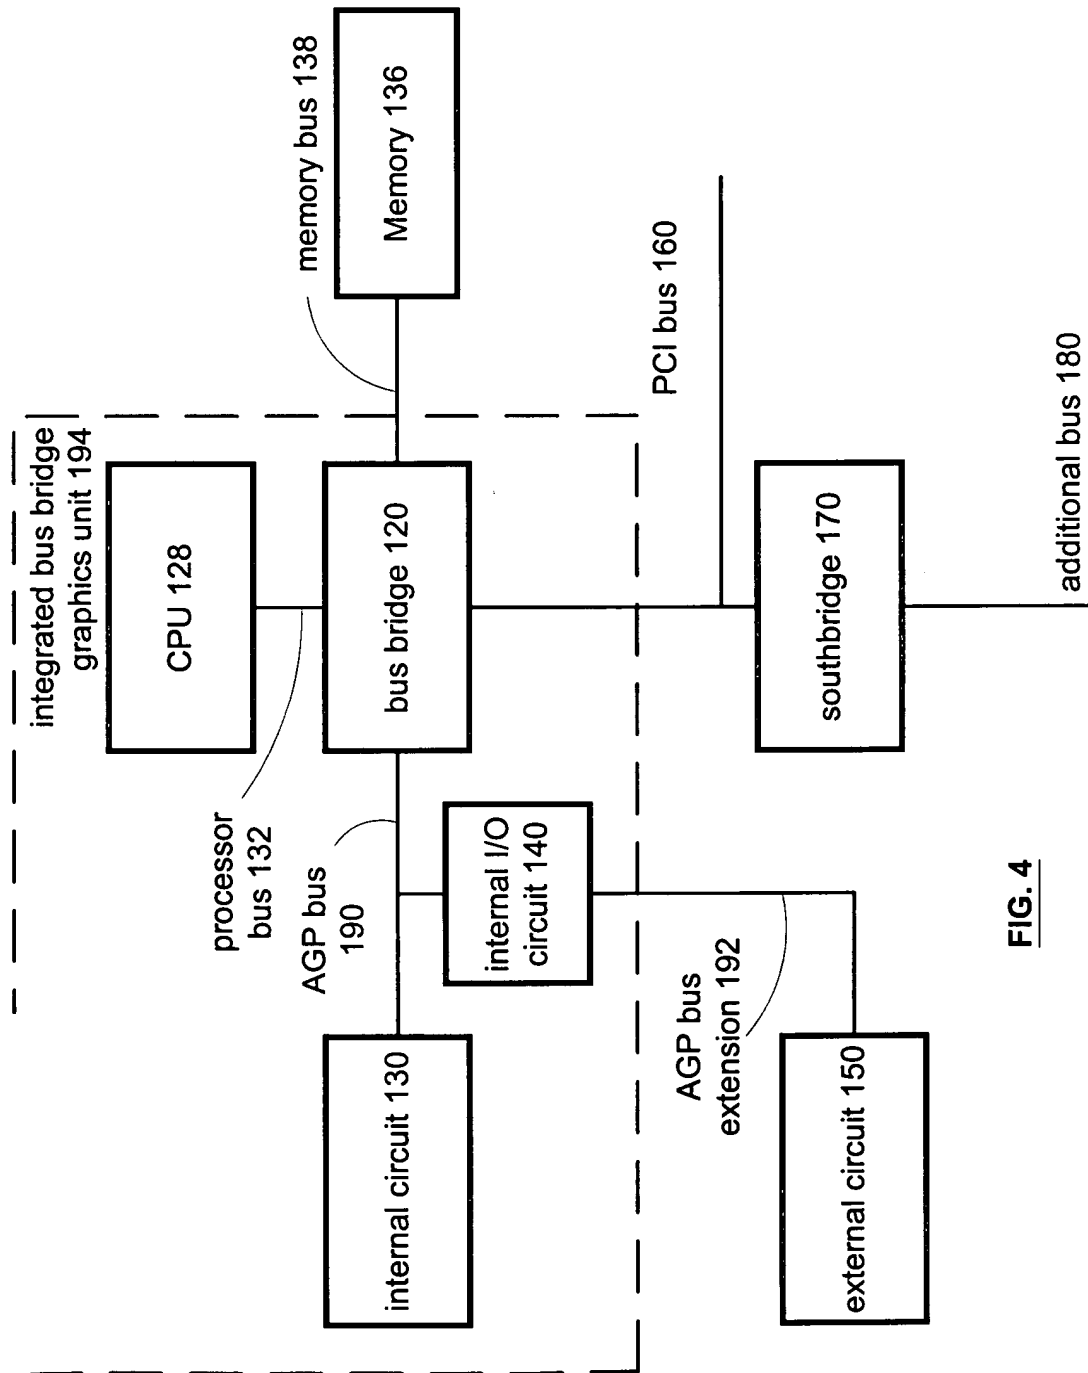 integrated bus bridge
graphics unit 194
CPU 128
processor
bus 132
memory bus 138
AGP bus
190
internal circuit 130
bus bridge 120
Memory 136
internal I/O
circuit 140
PCI bus 160
AGP bus
extension 192
external circuit 150
southbridge 170
additional bus 180
FIG. 4